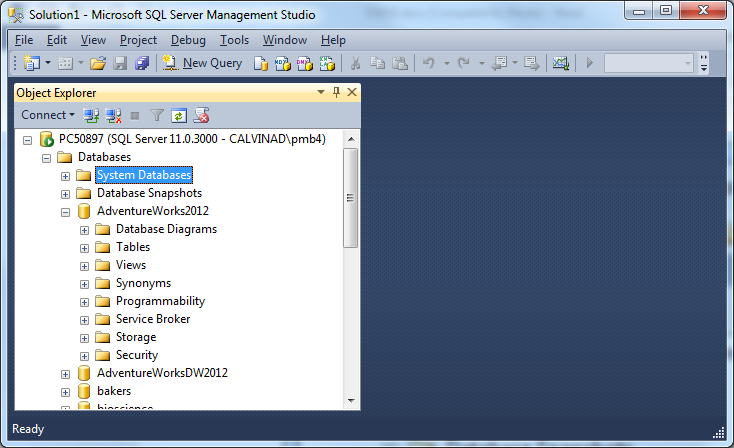 Solution1 - Microsoft SQL Server Management Studio
File Edit View Debug Tools Window Help
New Query
Object Explorer
Connect
PC50897 (SQL Server 11.0.3000 - CALVINAD\pmb4)
Databases
System Databases
Database Snapshots
AdventureWorks2012
Database Diagrams
Tables
Views
Synonyms
Programmability
Service Broker
Storage
Security
AdventureWorksDW2012
bakers
bioscience
Ready